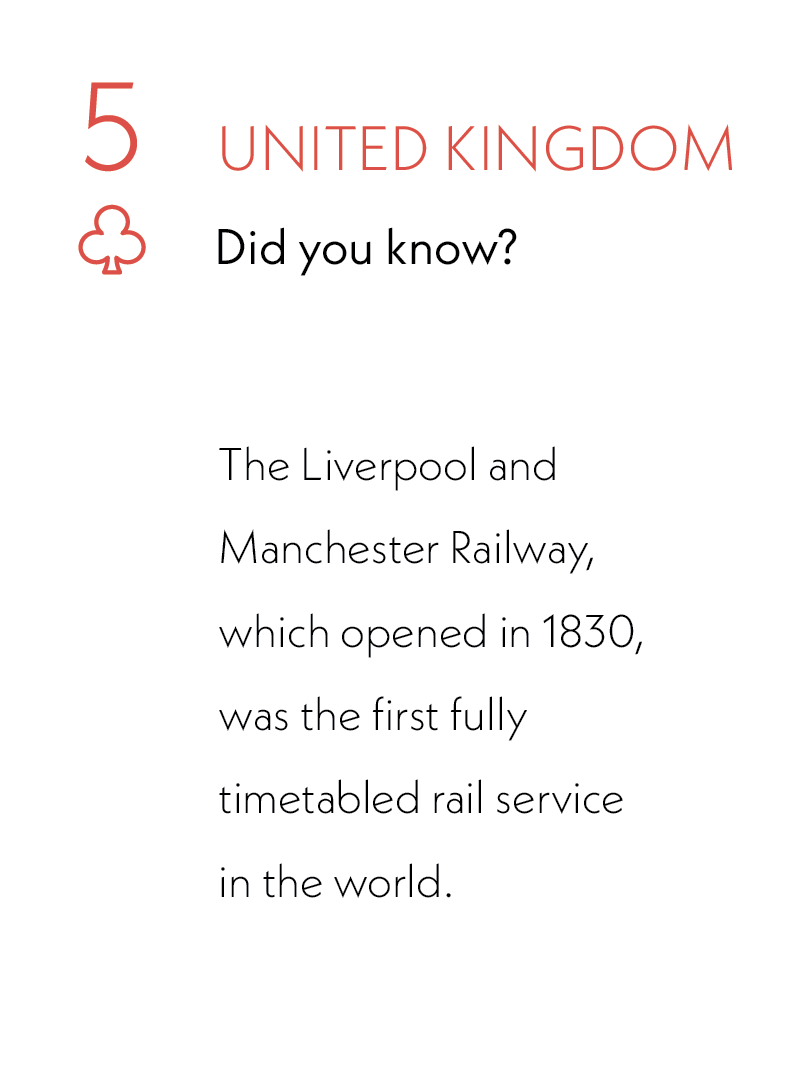 5
UNITED KINGDOM
Did you know?
The Liverpool and
Manchester Railway,
which opened in 1830,
was the first fully
timetabled rail service
in the world.